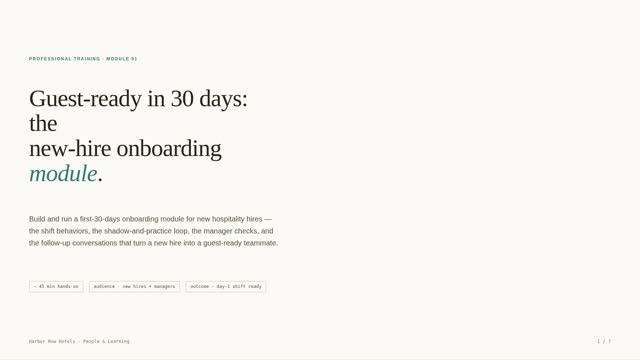 PROFESSIONAL TRAINING · MODULE 01
Guest-ready in 30 days:
the
new-hire onboarding
module.
Build and run a first-30-days onboarding module for new hospitality hires —
the shift behaviors, the shadow-and-practice loop, the manager checks, and
the follow-up conversations that turn a new hire into a guest-ready teammate.
~ 45 min hands-on
audience · new hires + managers
outcome · day-1 shift ready
Harbor Row Hotels · People & Learning
1 / 7